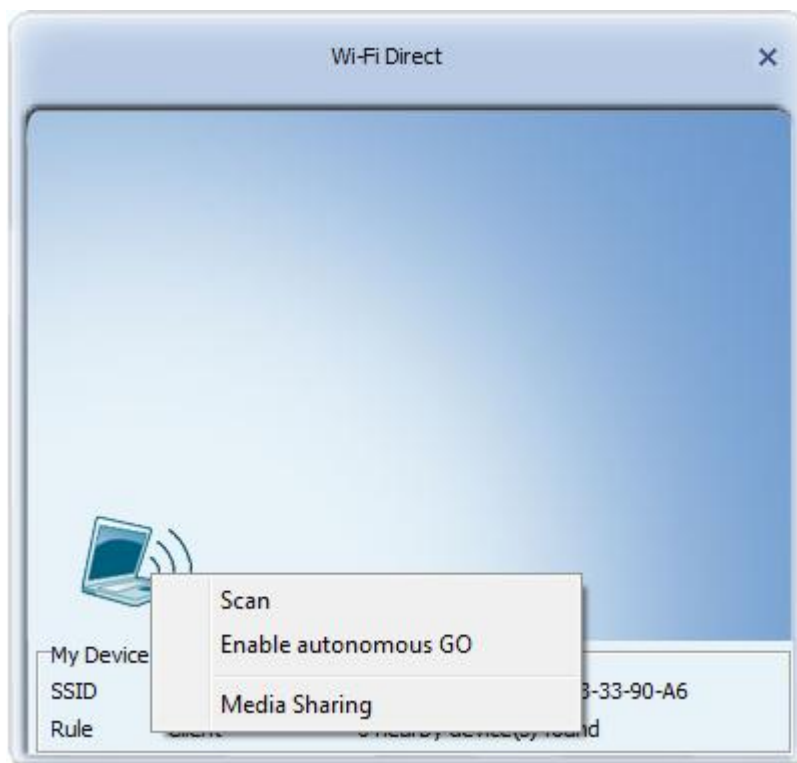 Wi-Fi Direct
Scan
Enable autonomous GO
Media Sharing
My Device
SSID 3-33-90-A6
Rule